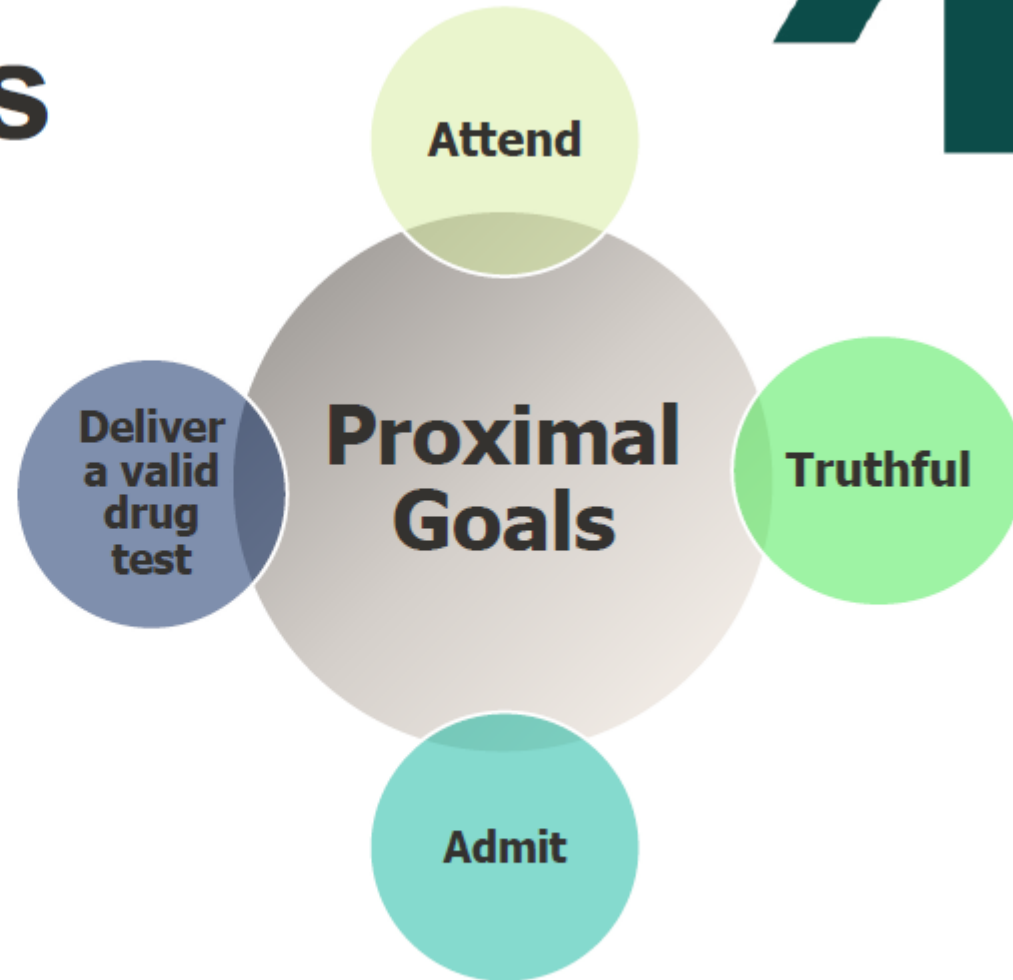 s
Attend
Proximal
Goals
Deliver
a valid
drug
test
Truthful
Admit